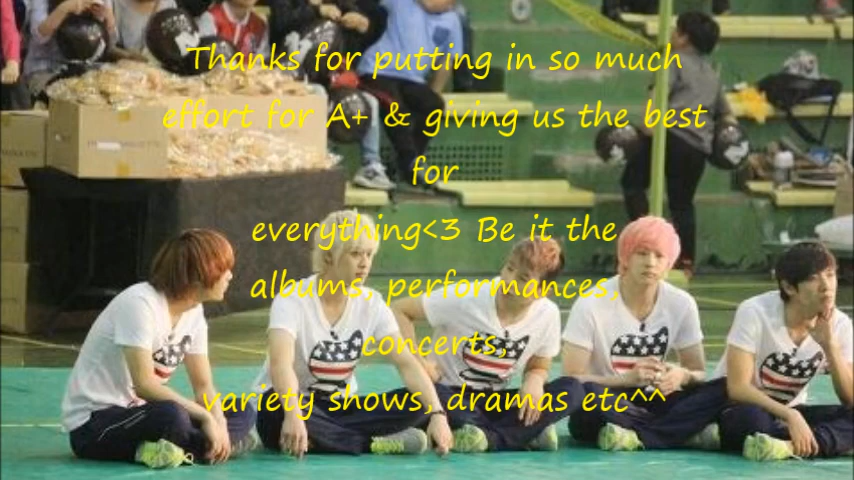 Thanks for putting in so much
effort for A+ & giving us the best
for
everything<3 Be it the
albums, performances,
concerts,
variety shows, dramas etc^^